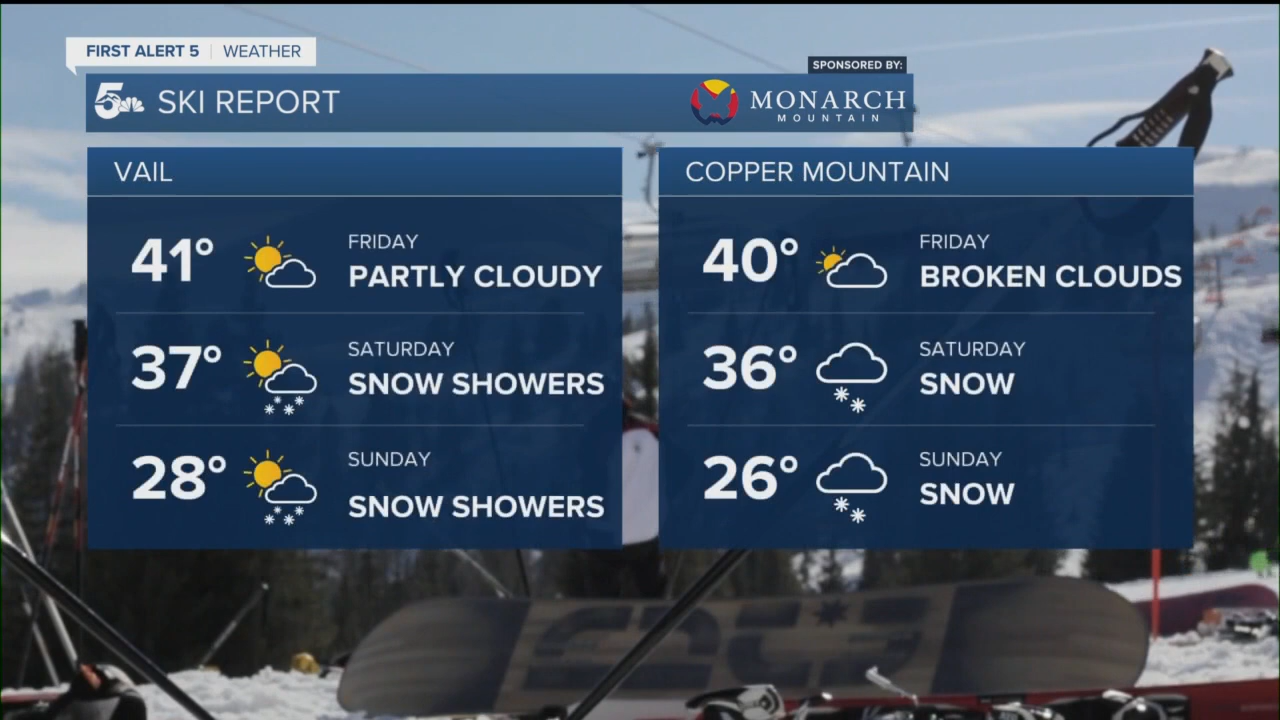 FIRST ALERT 5 | WEATHER
SPONSORED BY:
5 SKI REPORT
MONARCH
MOUNTAIN
VAIL
41°
FRIDAY
PARTLY CLOUDY
37°
SATURDAY
SNOW SHOWERS
28°
SUNDAY
SNOW SHOWERS
COPPER MOUNTAIN
40°
FRIDAY
BROKEN CLOUDS
36°
SATURDAY
SNOW
26°
SUNDAY
SNOW